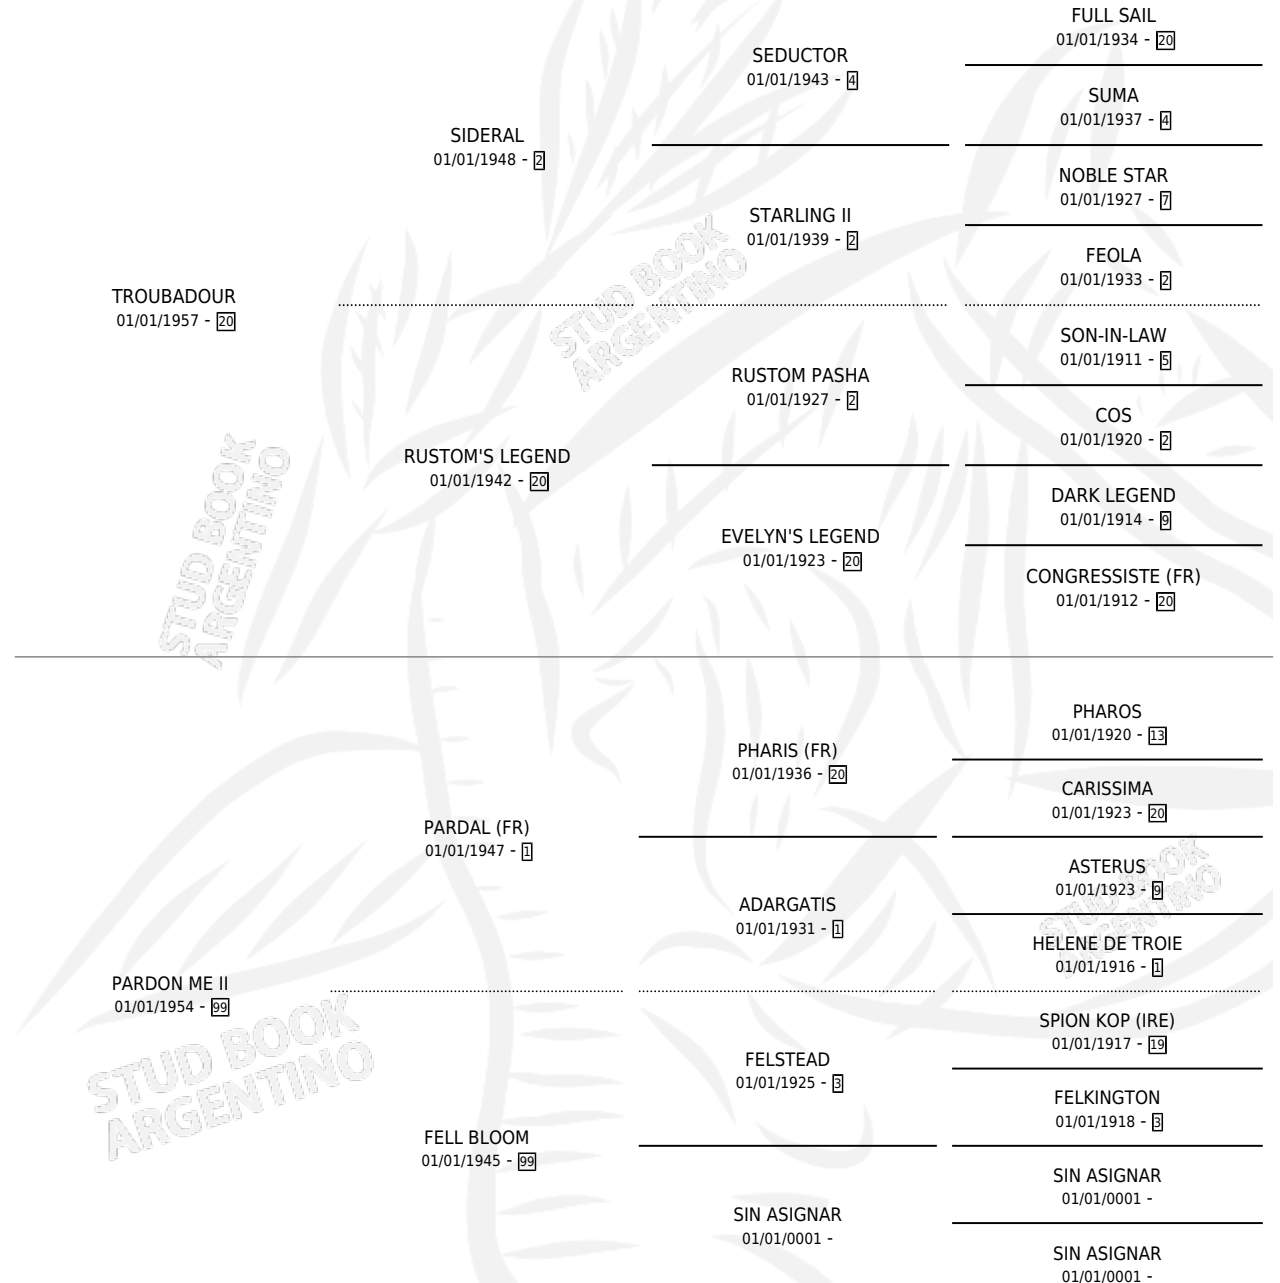 FULL SAIL
01/01/1934 - 20
SEDUCTOR
01/01/1943 - 4
SUMA
01/01/1937 - 4
SIDERAL
01/01/1948 - 2
NOBLE STAR
01/01/1927 - 7
STARLING II
01/01/1939 - 2
FEOLA
01/01/1933 - 2
TROUBADOUR
01/01/1957 - 20
SON-IN-LAW
01/01/1911 - 5
RUSTOM PASHA
01/01/1927 - 2
COS
01/01/1920 - 2
RUSTOM'S LEGEND
01/01/1942 - 20
DARK LEGEND
01/01/1914 - 9
EVELYN'S LEGEND
01/01/1923 - 20
CONGRESSISTE (FR)
01/01/1912 - 20
STUD BOOK
ARGENTINO
STUD BOOK
ARGENTINO
PHAROS
01/01/1920 - 13
PHARIS (FR)
01/01/1936 - 20
CARISSIMA
01/01/1923 - 20
PARDAL (FR)
01/01/1947 - 1
ASTERUS
01/01/1923 - 9
ADARGATIS
01/01/1931 - 1
HELENE DE TROIE
01/01/1916 - 1
PARDON ME II
01/01/1954 - 99
SPION KOP (IRE)
01/01/1917 - 19
FELSTEAD
01/01/1925 - 3
FELKINGTON
01/01/1918 - 3
FELL BLOOM
01/01/1945 - 99
SIN ASIGNAR
01/01/0001 -
SIN ASIGNAR
01/01/0001 -
SIN ASIGNAR
01/01/0001 -
STUD BOOK
ARGENTINO
STUD BOOK
ARGENTINO